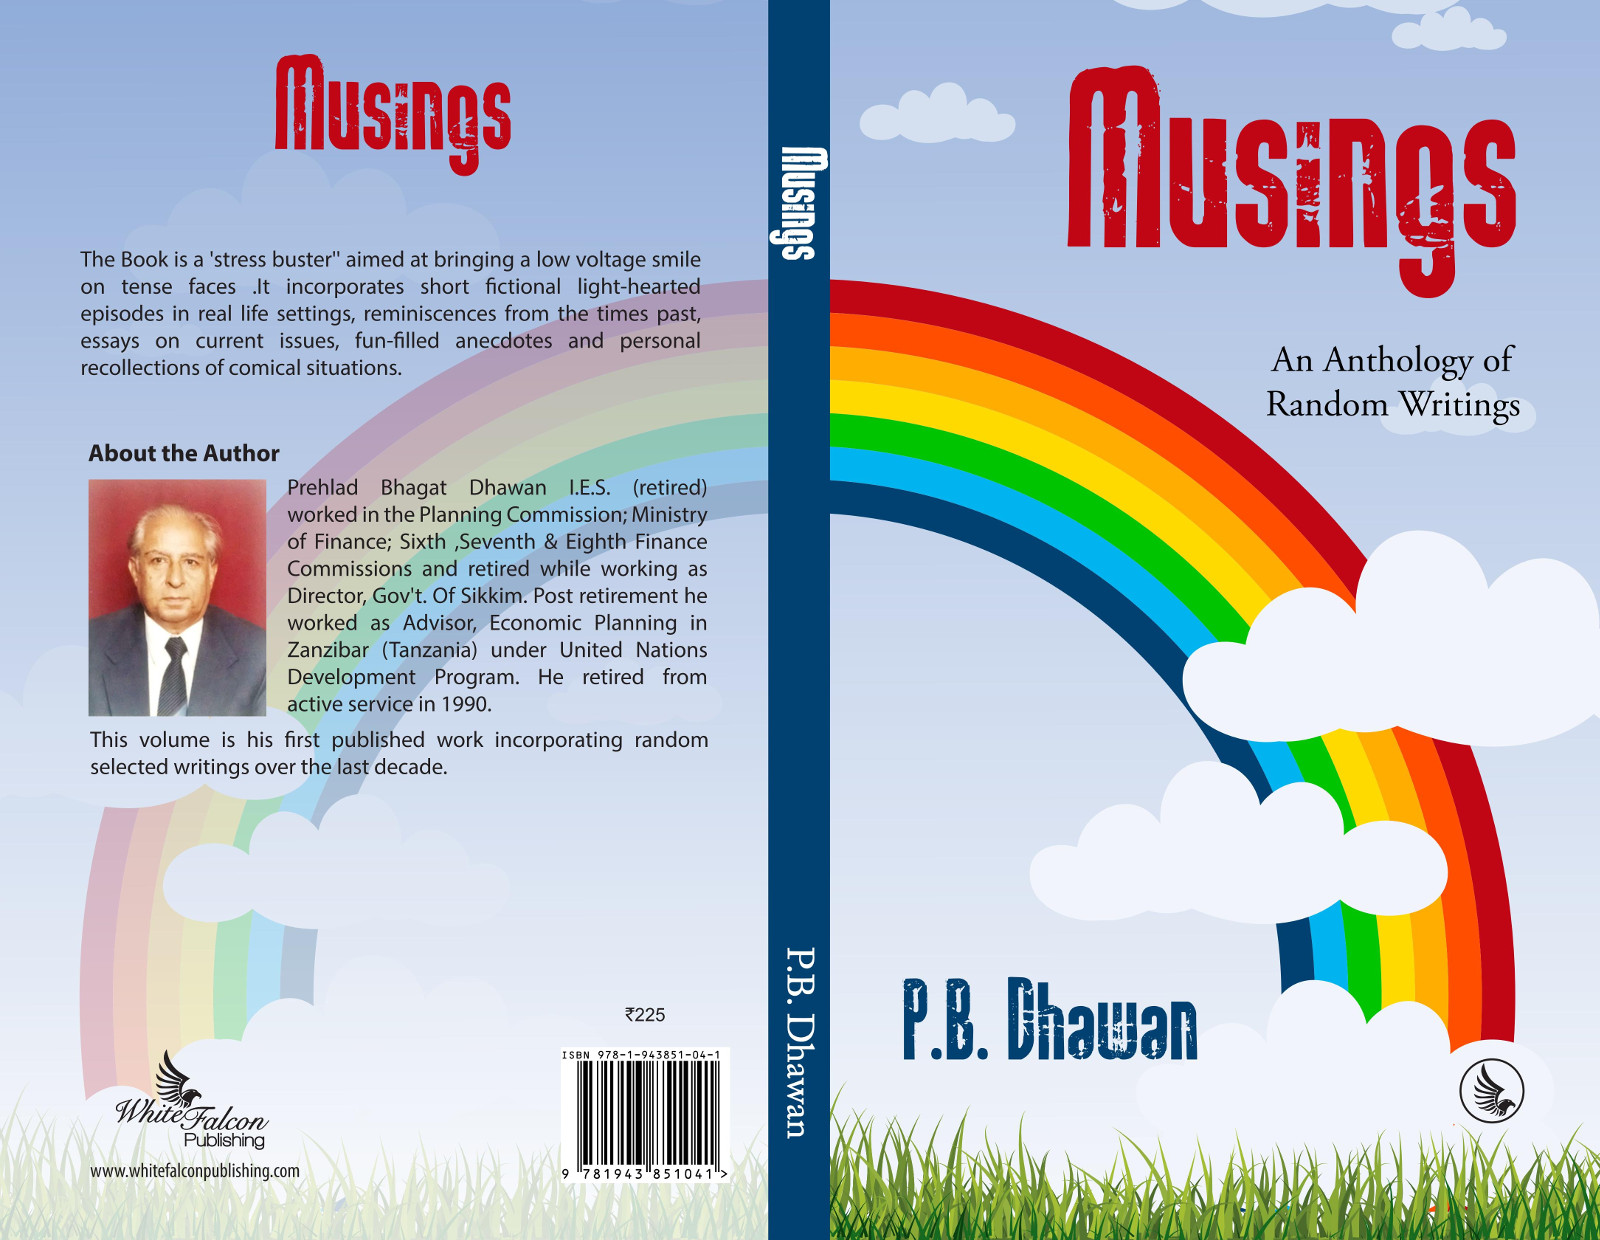 Musings
The Book is a 'stress buster" aimed at bringing a low voltage smile
on tense faces .It incorporates short fictional light-hearted
episodes in real life settings, reminiscences from the times past,
essays on current issues, fun-filled anecdotes and personal
recollections of comical situations.
About the Author
Prehlad Bhagat Dhawan I.E.S. (retired)
worked in the Planning Commission; Ministry
of Finance; Sixth ,Seventh & Eighth Finance
Commissions and retired while working as
Director, Gov't. Of Sikkim. Post retirement he
worked as Advisor, Economic Planning in
Zanzibar (Tanzania) under United Nations
Development Program. He retired from
active service in 1990.
This volume is his first published work incorporating random
selected writings over the last decade.
₹225
ISBN 978-1-943851-04-1
9 781943 851041 >
White Falcon
Publishing
www.whitefalconpublishing.com
Musings
P.B. Dhawan
Musings
An Anthology of
Random Writings
P.B. Dhawan